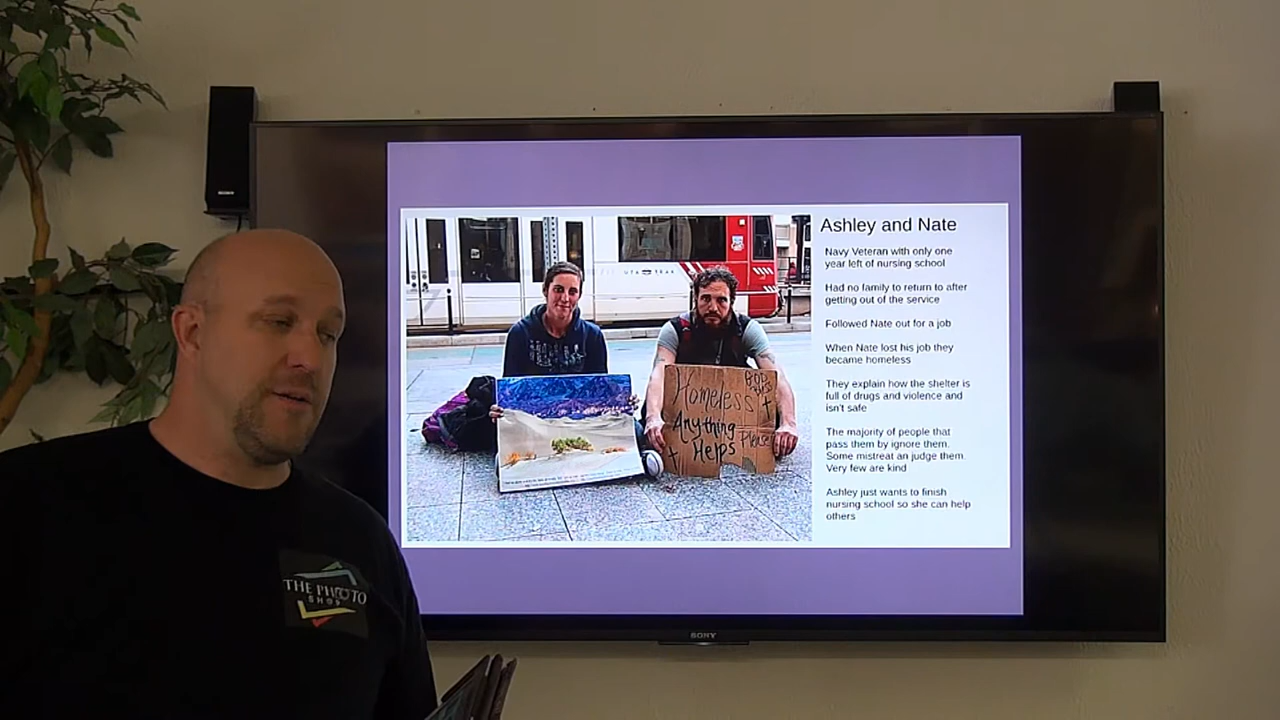 Ashley and Nate
Navy Veteran with only one
year left of nursing school
Had no family to return to after
getting out of the service
Followed Nate out for a job
When Nate lost his job they
became homeless
They explain how the shelter is
full of drugs and violence and
isn't safe
The majority of people that
pass them by ignore them.
Some mistreat an judge them.
Very few are kind
Ashley just wants to finish
nursing school so she can help
others
Homeless
Anything
Helps
Please
THE PHOTO
SHOP
SONY